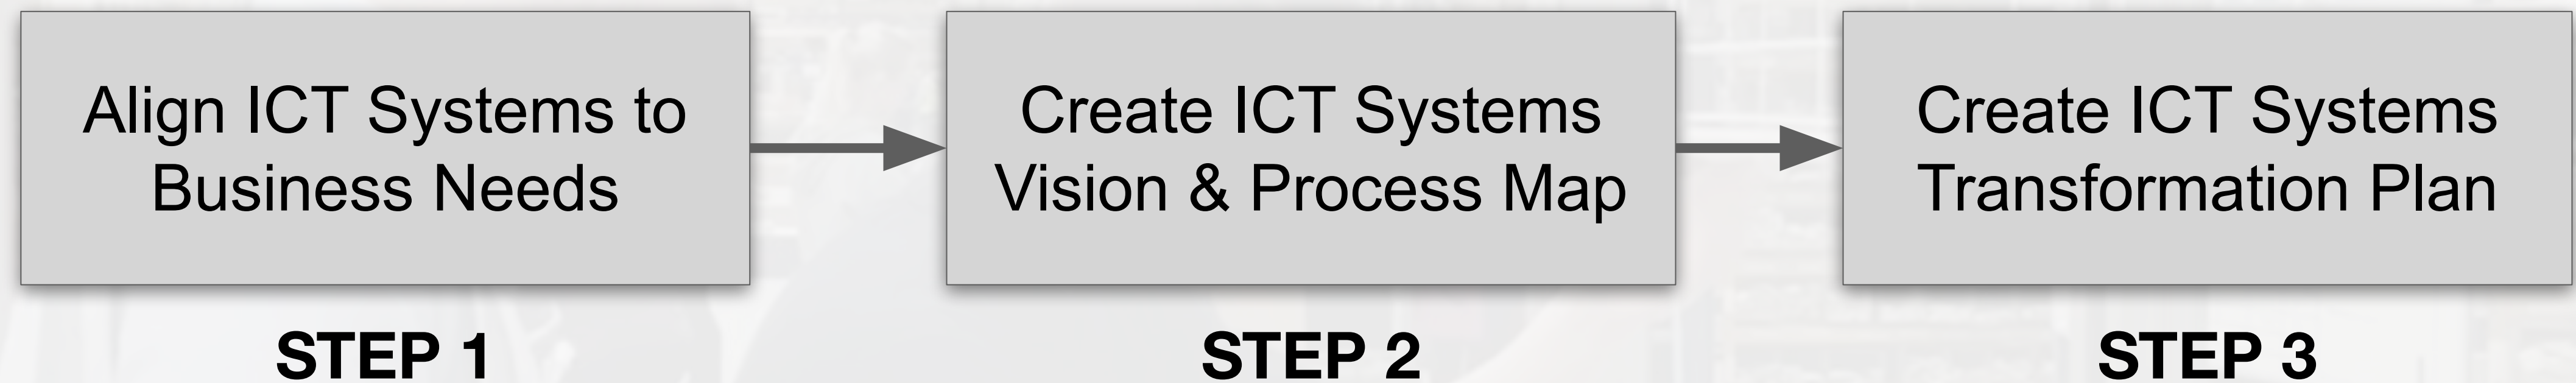 Align ICT Systems to
Business Needs
STEP 1
Create ICT Systems
Vision & Process Map
STEP 2
Create ICT Systems
Transformation Plan
STEP 3